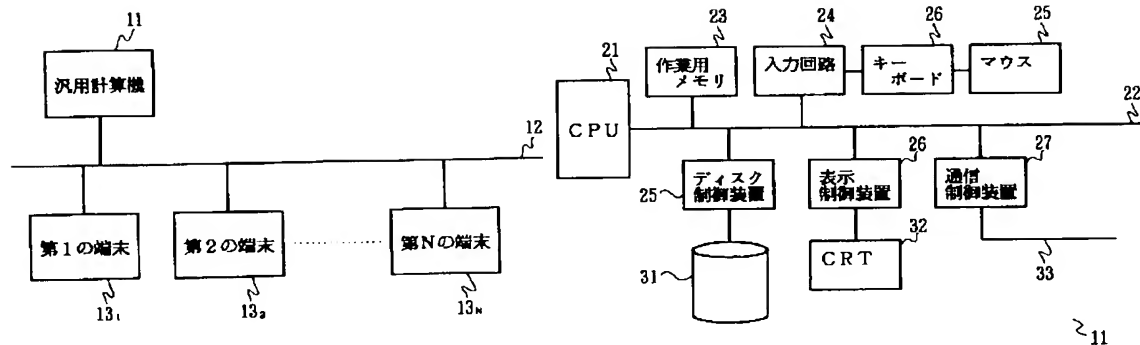 11
汎用計算機
12
第1の端末
第2の端末
第Nの端末
13₁
13₂
13N
21
CPU
23
作業用
メモリ
24
入力回路
26
キー
ボード
25
マウス
22
25
ディスク
制御装置
26
表示
制御装置
27
通信
制御装置
31
32
CRT
33
11